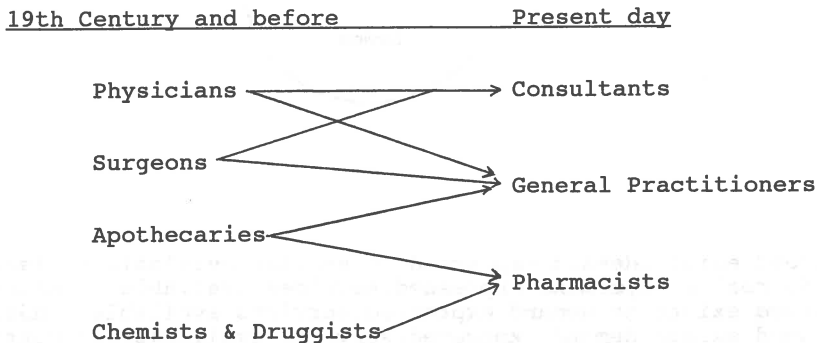 19th Century and before Present day
Physicians Consultants
Surgeons
General Practitioners
Apothecaries
Pharmacists
Chemists & Druggists